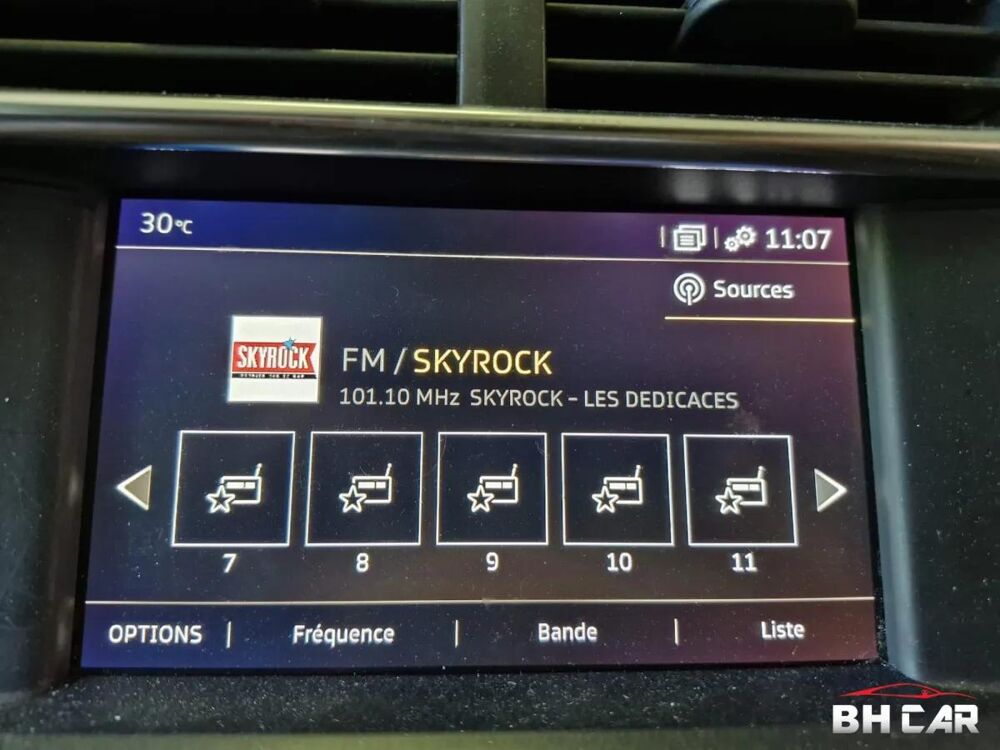 30°C
11:07
Sources
SKYROCK
FM / SKYROCK
101.10 MHz SKYROCK - LES DEDICACES
7 8 9 10 11
OPTIONS | Fréquence | Bande | Liste
BH CAR